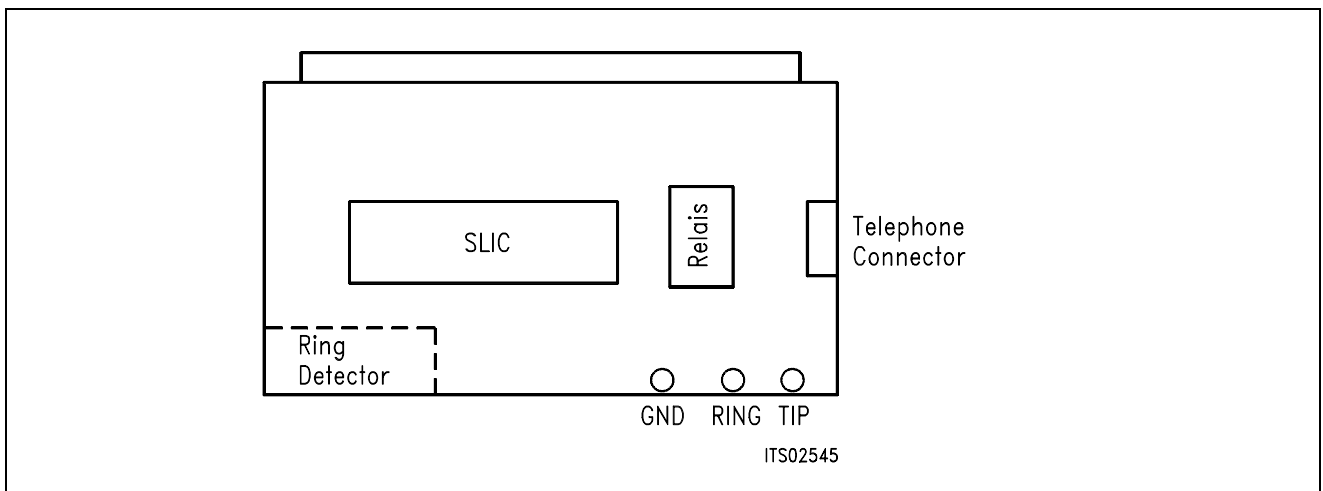 SLIC
Relais
Telephone
Connector
Ring
Detector
GND RING TIP
ITS02545